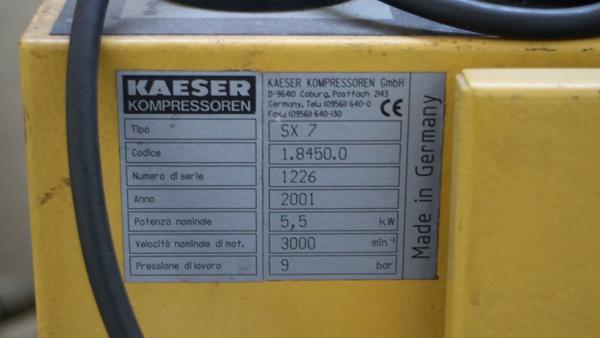 KAESER
KOMPRESSOREN
KAESER KOMPRESSOREN GmbH
D-96410 Coburg, Postfach 2143
Germany, Tel.: (09561) 640-0
Fax.: (09561) 640-130
CE
Tipo SX 7
Codice 1.8450.0
Numero di serie 1226
Anno 2001
Potenza nominale 5,5 kW
Velocità nominale di mot. 3000 min-1
Pressione di lavoro 9 bar
Made in Germany